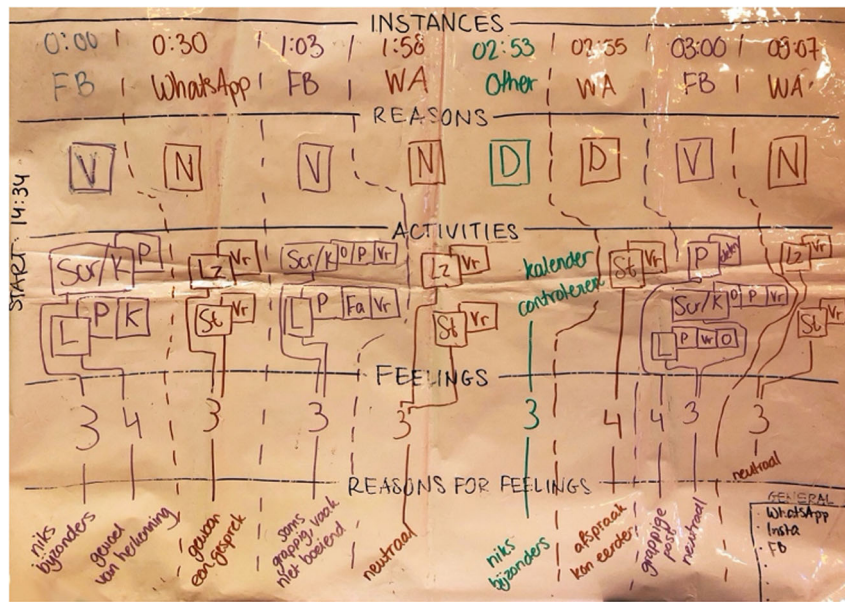 INSTANCES
0:00 0:30 1:03 1:58 02:53 02:55 03:00 03:07
FB WhatsApp FB WA Other WA FB WA
REASONS
V N V N D D V N
START: 14:34
ACTIVITIES
Scr/K P Lz Vr Scr/K O/P Vr Lz Vr kalender controleren St Vr P delen Lz Vr
L P K St Vr L P Fa Vr St Vr Scr/K O P Vr St Vr
L P Vr O
FEELINGS
3 4 3 3 3 3 4 4 3 3
REASONS FOR FEELINGS
niks bijzonders
gevoel van herkenning
gewoon een gesprek
soms grappig, vaak niet boeiend
neutraal
niks bijzonders
afspraak kon eerder
grappige post
neutraal
neutraal
GENERAL
WhatsApp
Insta
FB